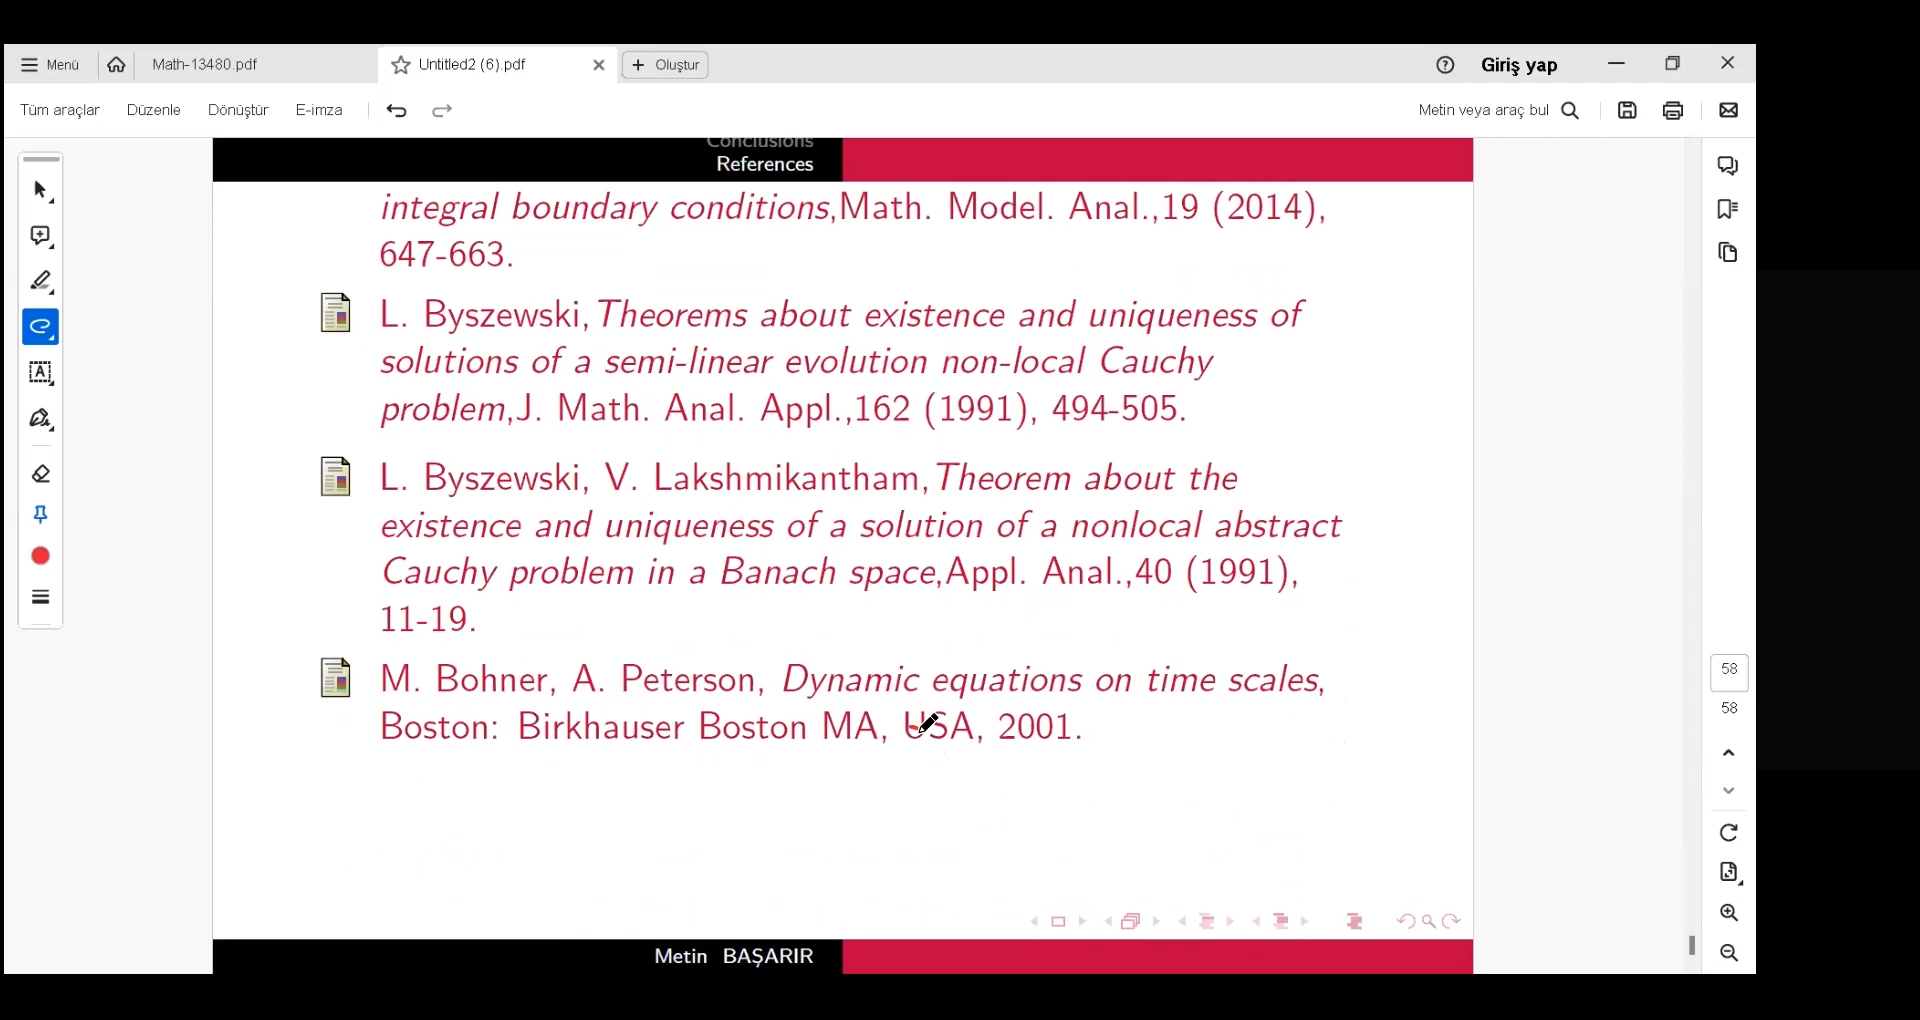 Menü
Math-13480.pdf
Untitled2 (6).pdf
Oluştur
Giriş yap
Tüm araçlar
Düzenle
Dönüştür
E-imza
Metin veya araç bul
Conclusions
References
integral boundary conditions,Math. Model. Anal.,19 (2014),
647-663.
L. Byszewski,Theorems about existence and uniqueness of
solutions of a semi-linear evolution non-local Cauchy
problem,J. Math. Anal. Appl.,162 (1991), 494-505.
L. Byszewski, V. Lakshmikantham,Theorem about the
existence and uniqueness of a solution of a nonlocal abstract
Cauchy problem in a Banach space,Appl. Anal.,40 (1991),
11-19.
M. Bohner, A. Peterson, Dynamic equations on time scales,
Boston: Birkhauser Boston MA, USA, 2001.
58
58
Metin BAŞARIR